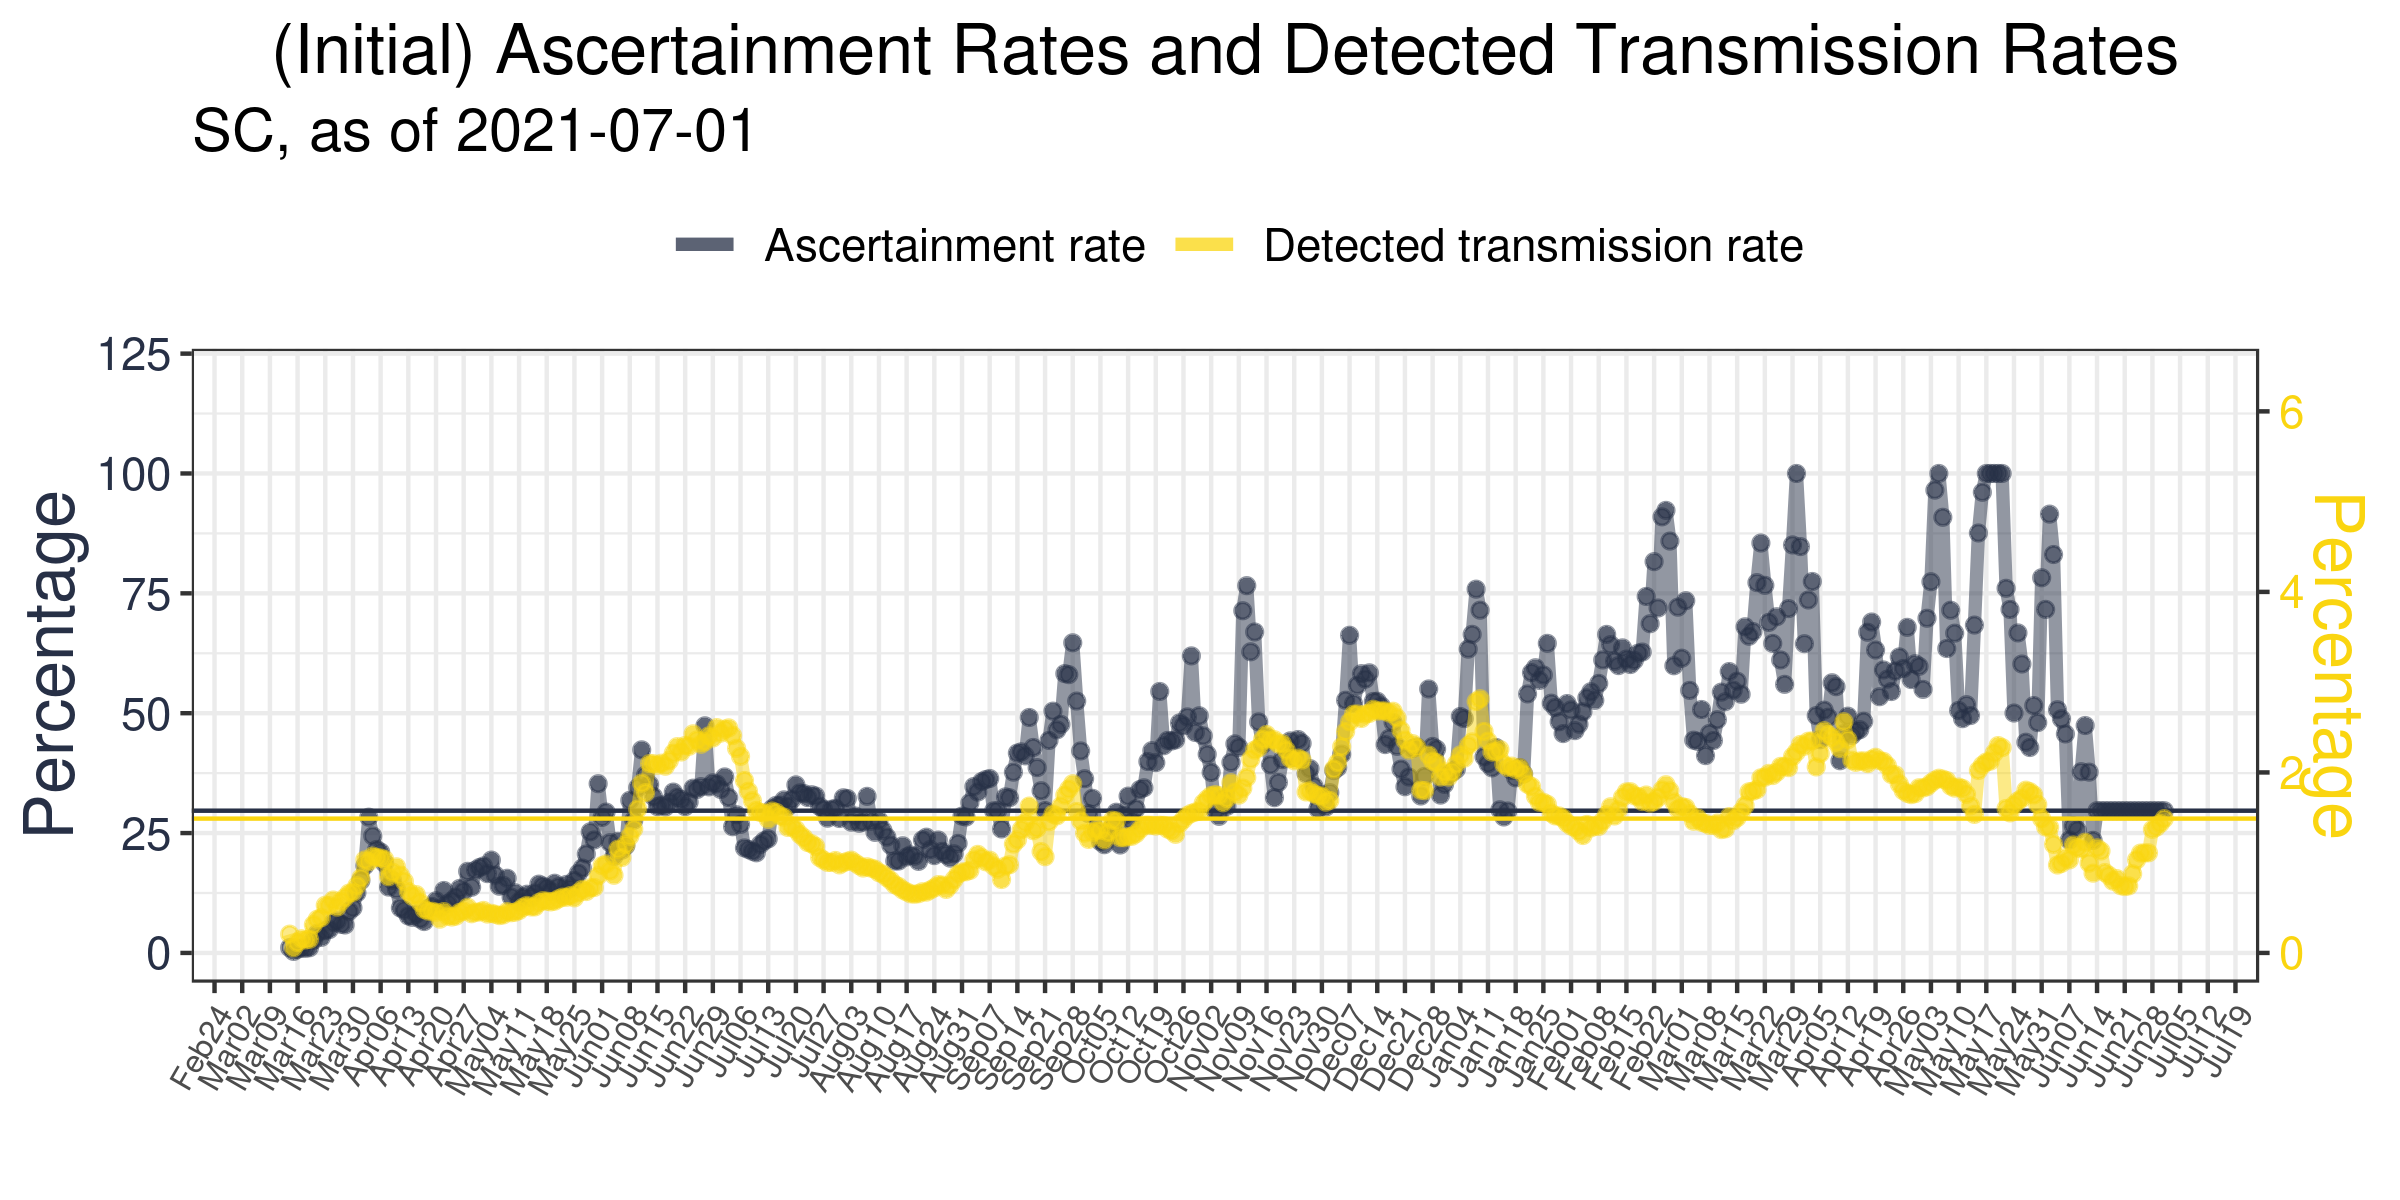 (Initial) Ascertainment Rates and Detected Transmission Rates
SC, as of 2021-07-01
Ascertainment rate
Detected transmission rate
Percentage
125
100
75
50
25
0
6
4
2
0
Percentage
Feb24
Mar02
Mar09
Mar16
Mar23
Mar30
Apr06
Apr13
Apr20
Apr27
May04
May11
May18
May25
Jun01
Jun08
Jun15
Jun22
Jun29
Jul06
Jul13
Jul20
Jul27
Aug03
Aug10
Aug17
Aug24
Aug31
Sep07
Sep14
Sep21
Sep28
Oct05
Oct12
Oct19
Oct26
Nov02
Nov09
Nov16
Nov23
Nov30
Dec07
Dec14
Dec21
Dec28
Jan04
Jan11
Jan18
Jan25
Feb01
Feb08
Feb15
Feb22
Mar01
Mar08
Mar15
Mar22
Mar29
Apr05
Apr12
Apr19
Apr26
May03
May10
May17
May24
May31
Jun07
Jun14
Jun21
Jun28
Jul05
Jul12
Jul19